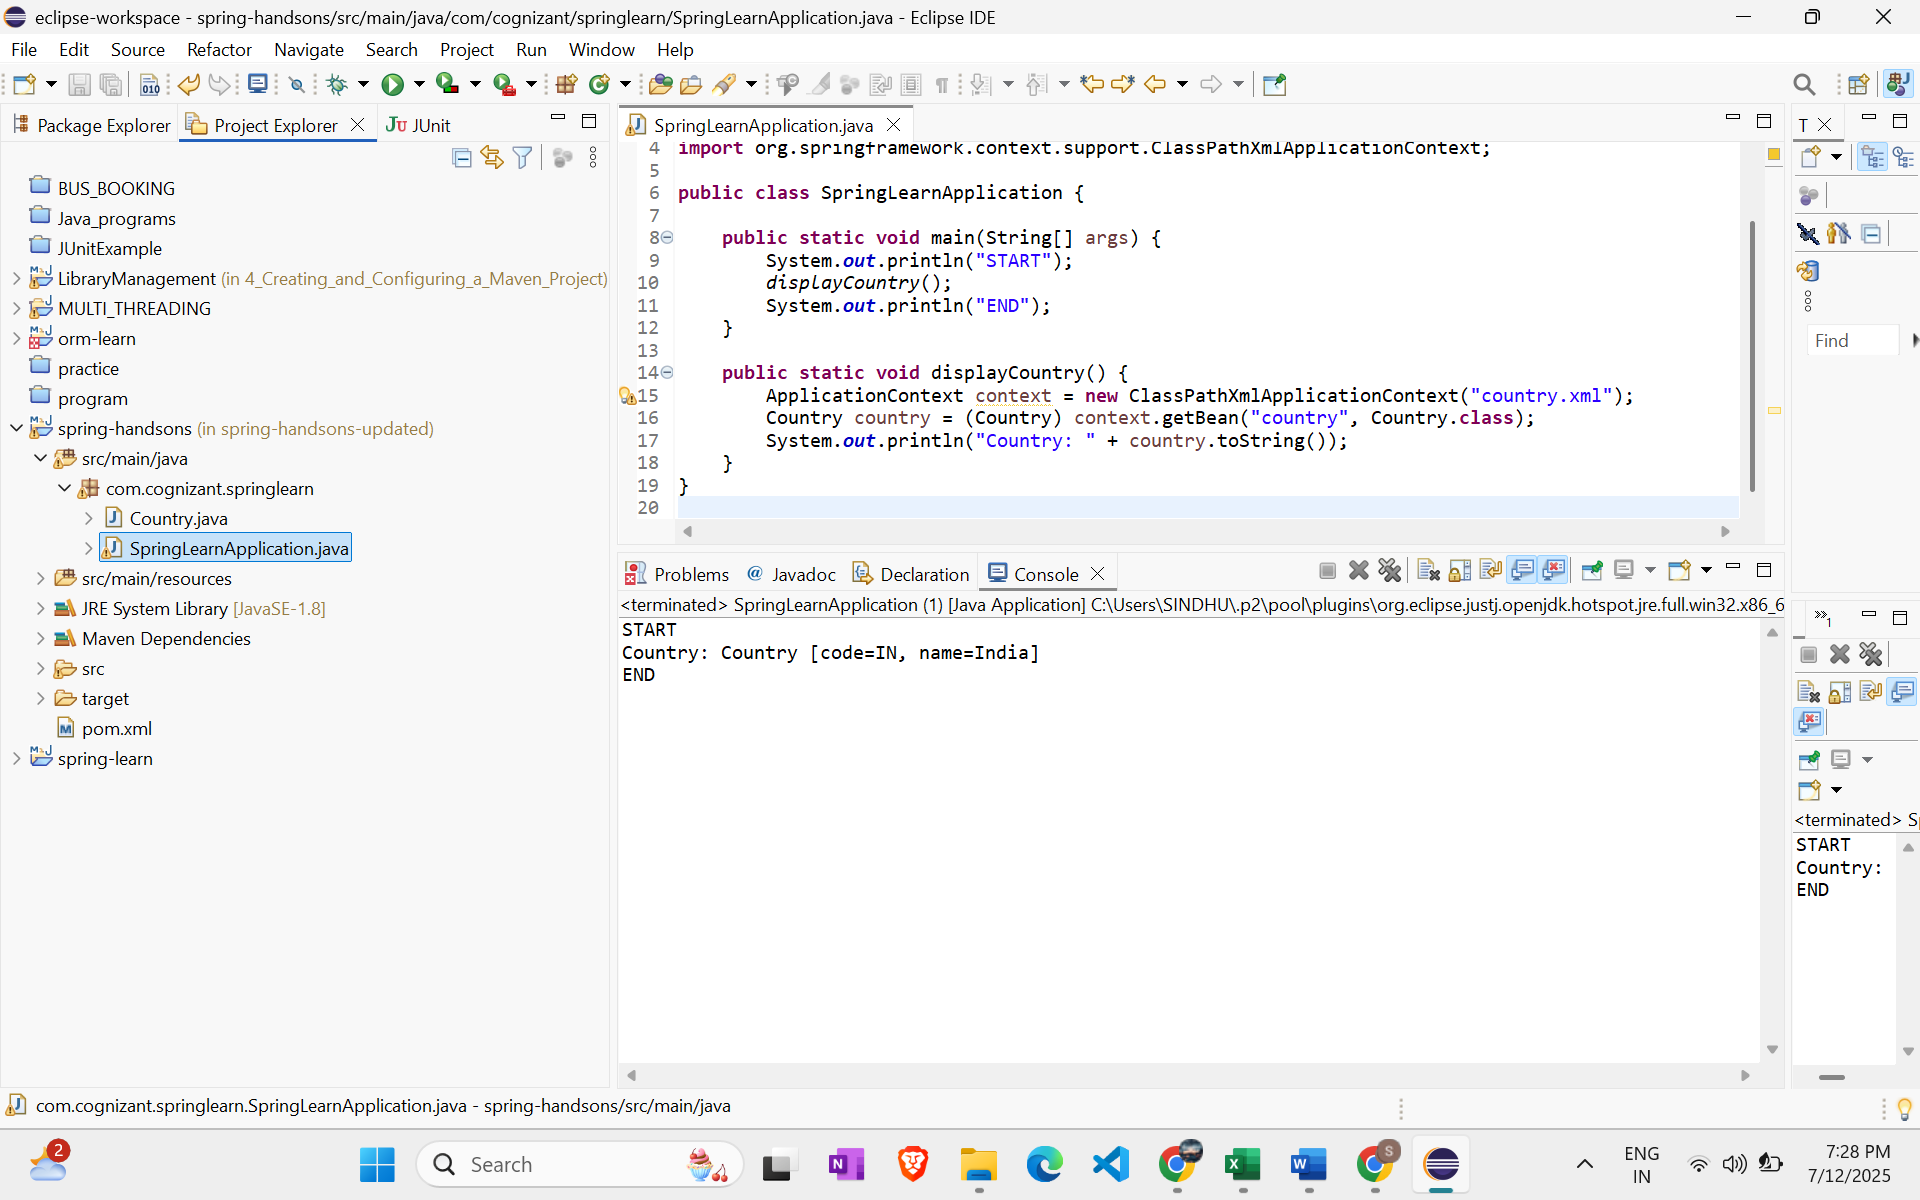 eclipse-workspace - spring-handsons/src/main/java/com/cognizant/springlearn/SpringLearnApplication.java - Eclipse IDE
File Edit Source Refactor Navigate Search Project Run Window Help
Package Explorer Project Explorer JUnit
BUS_BOOKING
Java_programs
JUnitExample
LibraryManagement (in 4_Creating_and_Configuring_a_Maven_Project)
MULTI_THREADING
orm-learn
practice
program
spring-handsons (in spring-handsons-updated)
src/main/java
com.cognizant.springlearn
Country.java
SpringLearnApplication.java
src/main/resources
JRE System Library [JavaSE-1.8]
Maven Dependencies
src
target
pom.xml
spring-learn
SpringLearnApplication.java
4 import org.springframework.context.support.ClassPathXmlApplicationContext;
5
6 public class SpringLearnApplication {
7
8 public static void main(String[] args) {
9 System.out.println("START");
10 displayCountry();
11 System.out.println("END");
12 }
13
14 public static void displayCountry() {
15 ApplicationContext context = new ClassPathXmlApplicationContext("country.xml");
16 Country country = (Country) context.getBean("country", Country.class);
17 System.out.println("Country: " + country.toString());
18 }
19 }
20
Problems Javadoc Declaration Console
<terminated> SpringLearnApplication (1) [Java Application] C:\Users\SINDHU\.p2\pool\plugins\org.eclipse.justj.openjdk.hotspot.jre.full.win32.x86_6
START
Country: Country [code=IN, name=India]
END
T
Find
1
<terminated> S
START
Country:
END
com.cognizant.springlearn.SpringLearnApplication.java - spring-handsons/src/main/java
2
Search
ENG
IN
7:28 PM
7/12/2025